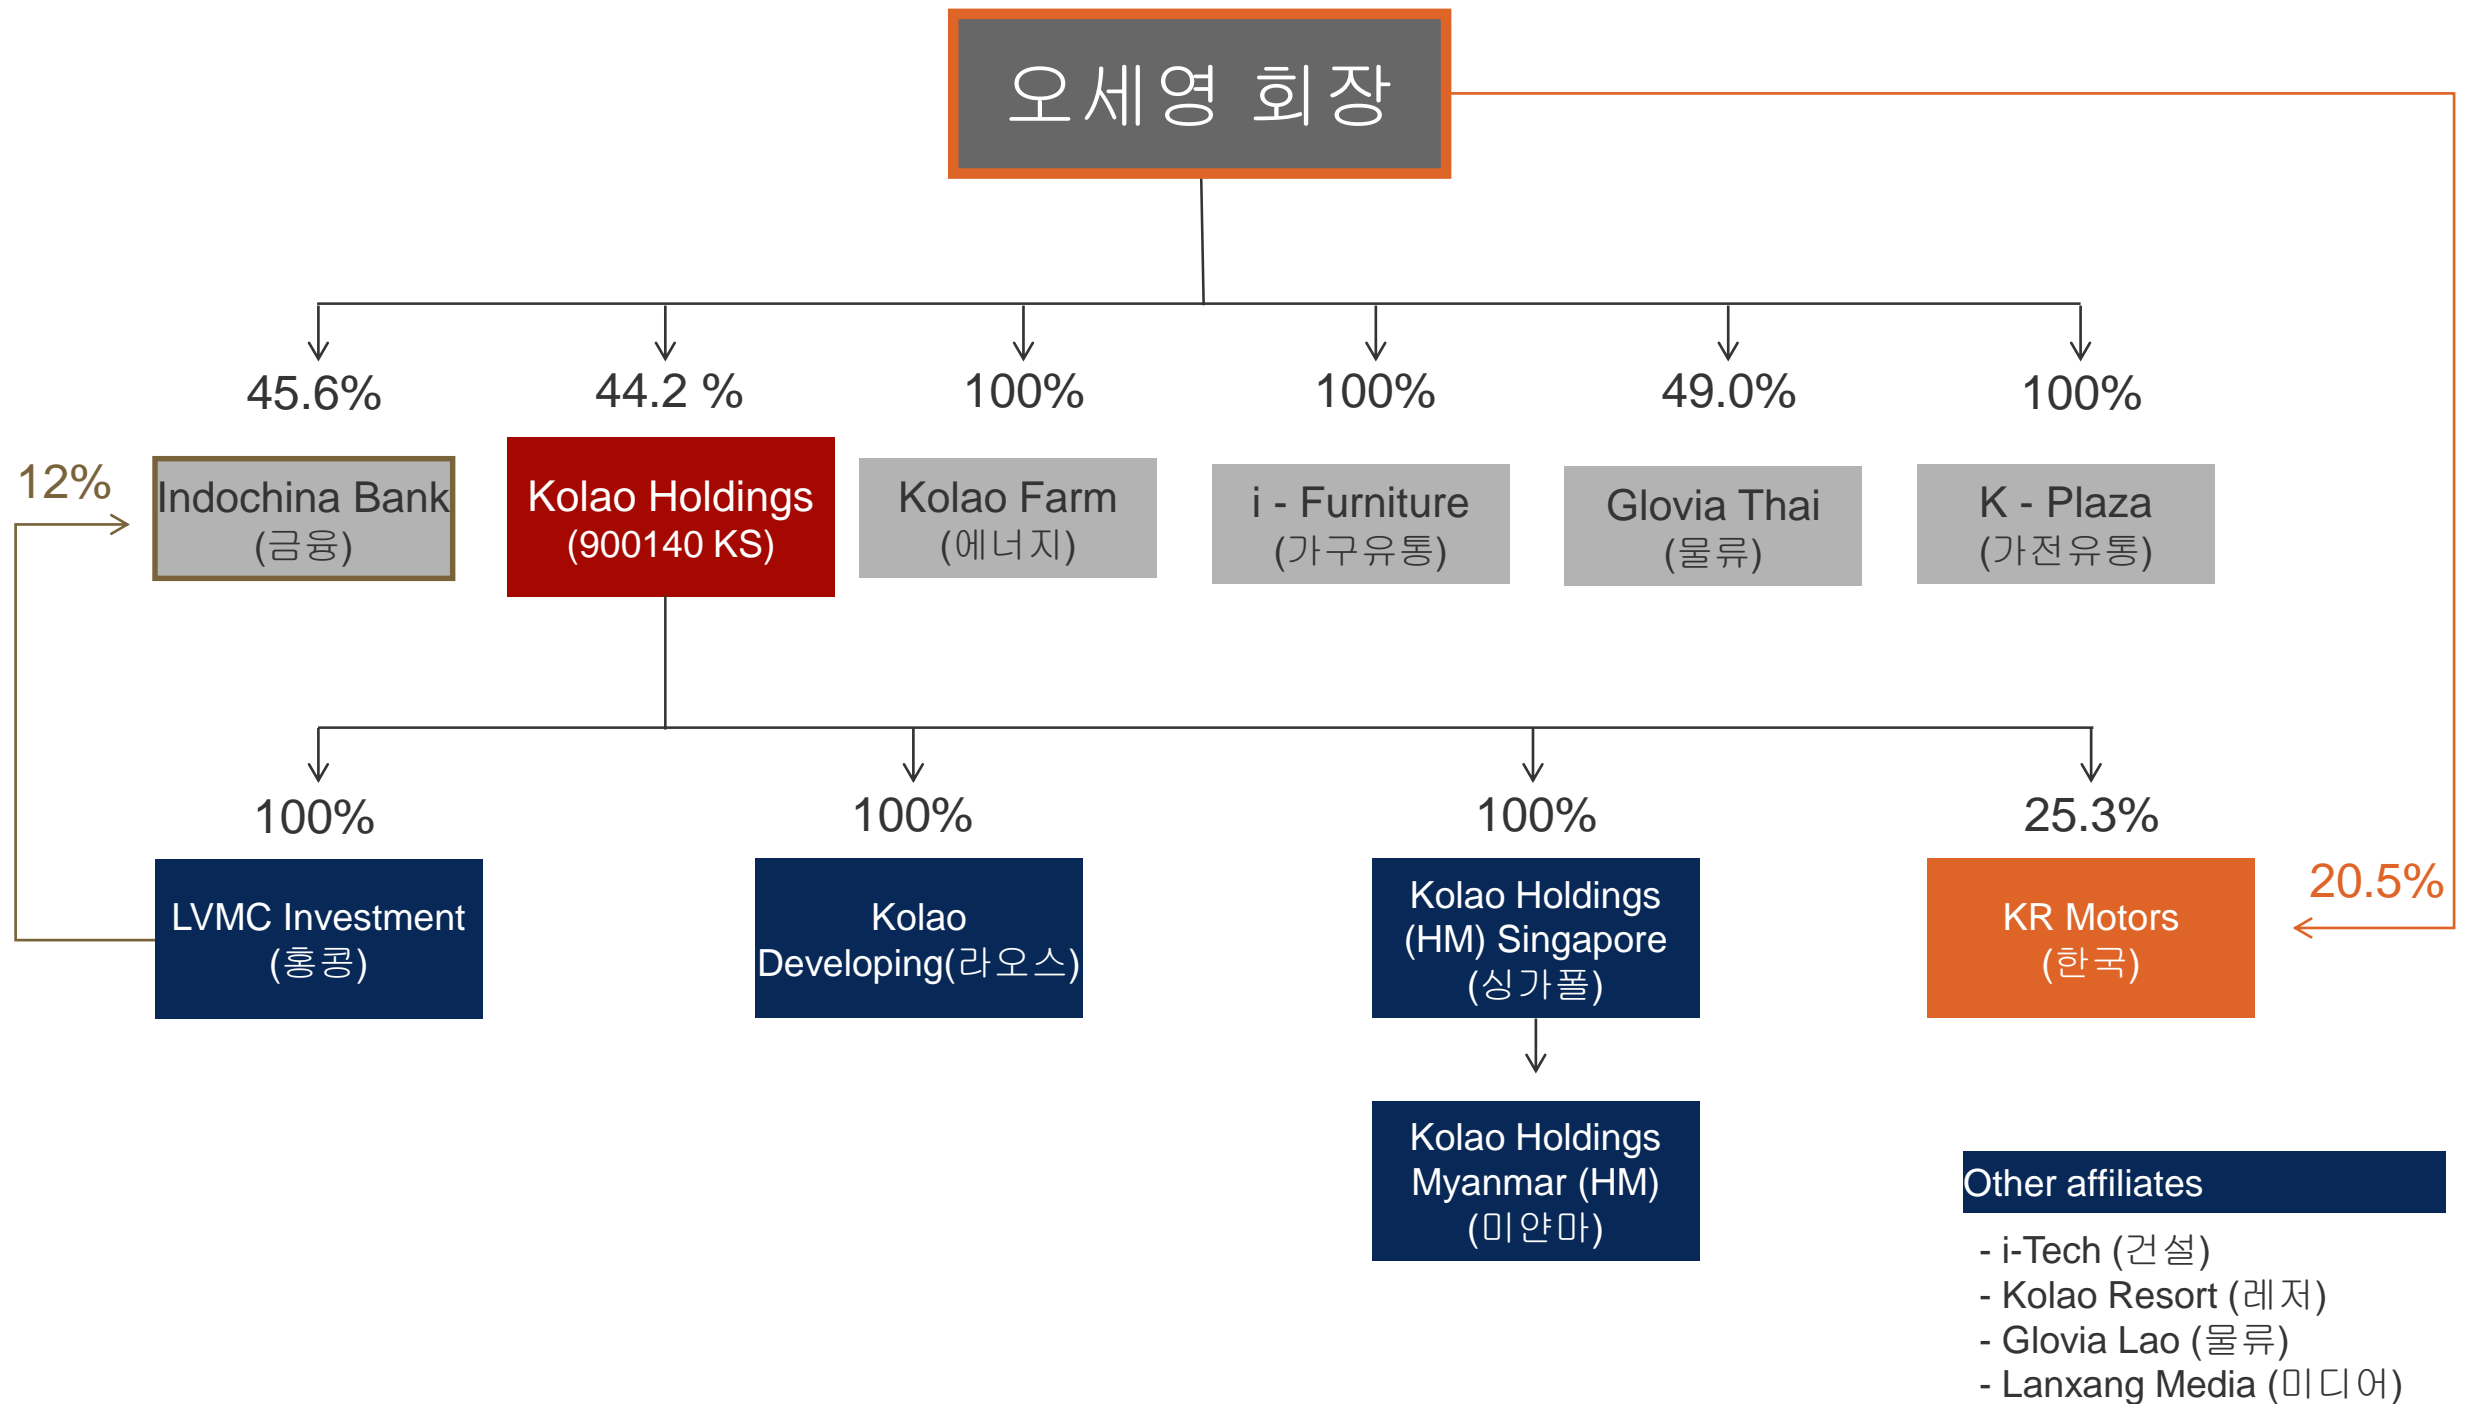 오세영 회장
45.6%
44.2 %
100%
100%
49.0%
100%
12%
Indochina Bank
(금융)
Kolao Holdings
(900140 KS)
Kolao Farm
(에너지)
i - Furniture
(가구유통)
Glovia Thai
(물류)
K - Plaza
(가전유통)
100%
100%
100%
25.3%
20.5%
LVMC Investment
(홍콩)
Kolao
Developing(라오스)
Kolao Holdings
(HM) Singapore
(싱가폴)
KR Motors
(한국)
Kolao Holdings
Myanmar (HM)
(미얀마)
Other affiliates
- i-Tech (건설)
- Kolao Resort (레저)
- Glovia Lao (물류)
- Lanxang Media (미디어)